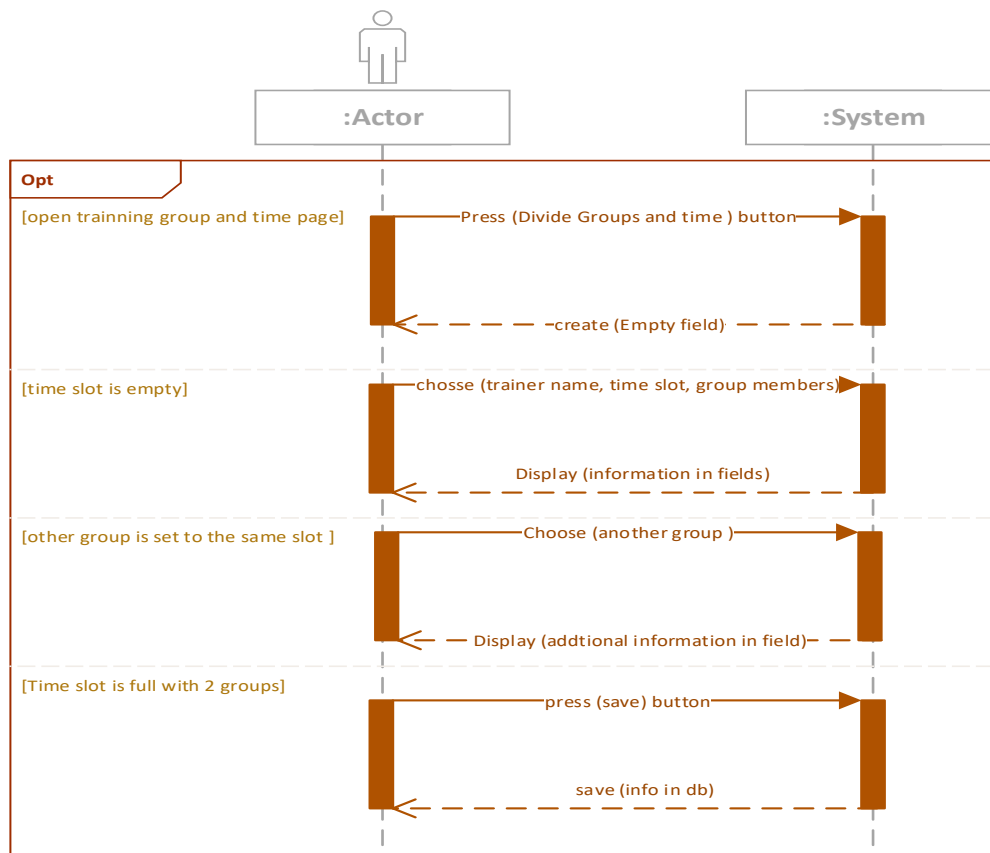 :Actor
:System
Opt
[open trainning group and time page]
Press (Divide Groups and time ) button
create (Empty field)
[time slot is empty]
chosse (trainer name, time slot, group members)
Display (information in fields)
[other group is set to the same slot ]
Choose (another group )
Display (addtional information in field)
[Time slot is full with 2 groups]
press (save) button
save (info in db)